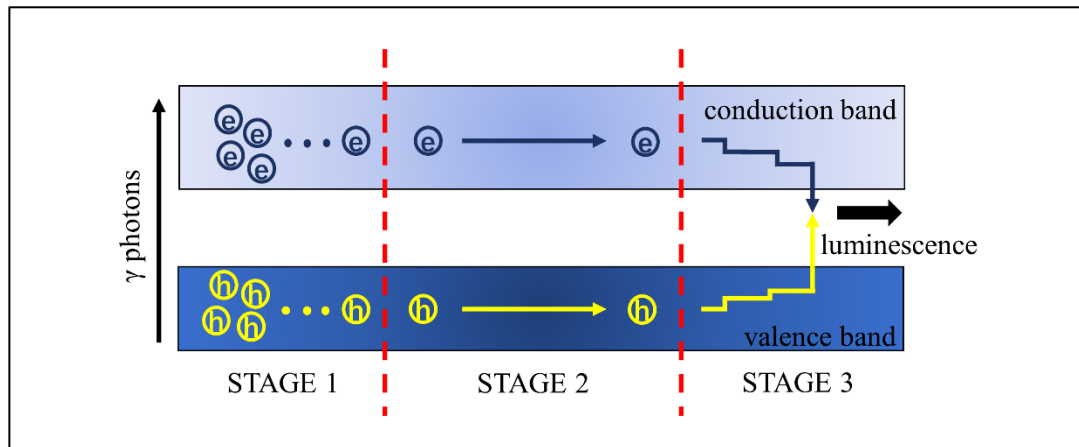 conduction band
e e e e ... e e e
γ photons
luminescence
h h h h ... h h h
valence band
STAGE 1 STAGE 2 STAGE 3